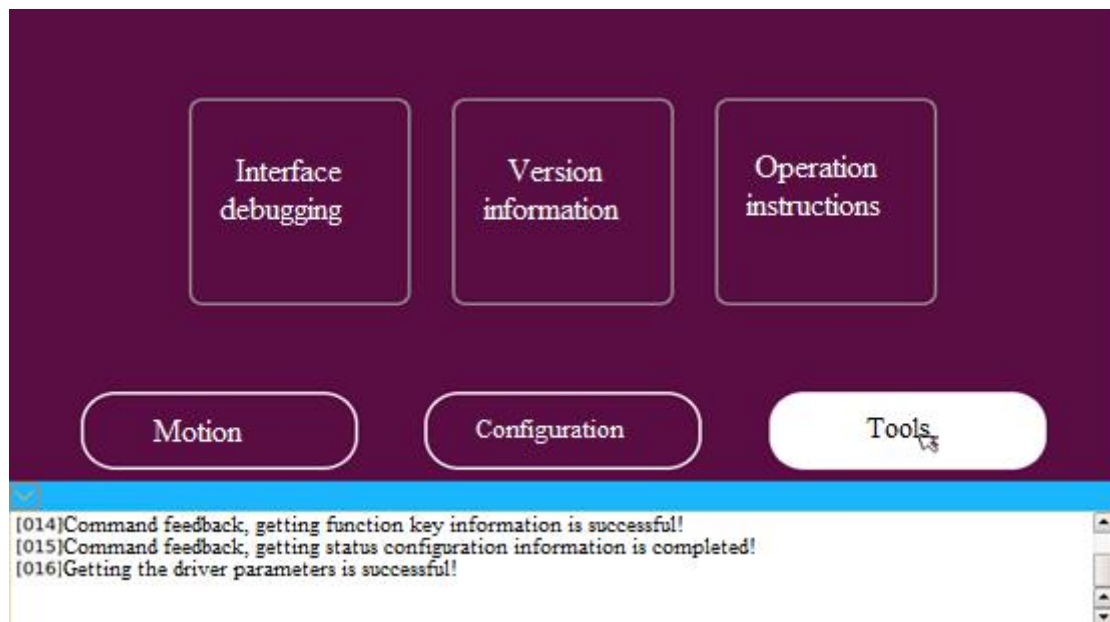 Interface
debugging
Version
information
Operation
instructions
Motion
Configuration
Tools
[014]Command feedback, getting function key information is successful!
[015]Command feedback, getting status configuration information is completed!
[016]Getting the driver parameters is successful!